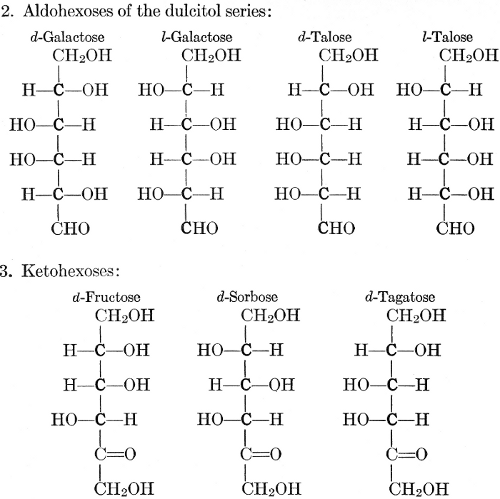 2. Aldohexoses of the dulcitol series:
d-Galactose l-Galactose d-Talose l-Talose
CH2OH CH2OH CH2OH CH2OH
H—C—OH HO—C—H H—C—OH HO—C—H
HO—C—H H—C—OH HO—C—H H—C—OH
HO—C—H H—C—OH HO—C—H H—C—OH
H—C—OH HO—C—H HO—C—H H—C—OH
CHO CHO CHO CHO
3. Ketohexoses:
d-Fructose d-Sorbose d-Tagatose
CH2OH CH2OH CH2OH
H—C—OH HO—C—H H—C—OH
H—C—OH H—C—OH HO—C—H
HO—C—H HO—C—H HO—C—H
C=O C=O C=O
CH2OH CH2OH CH2OH